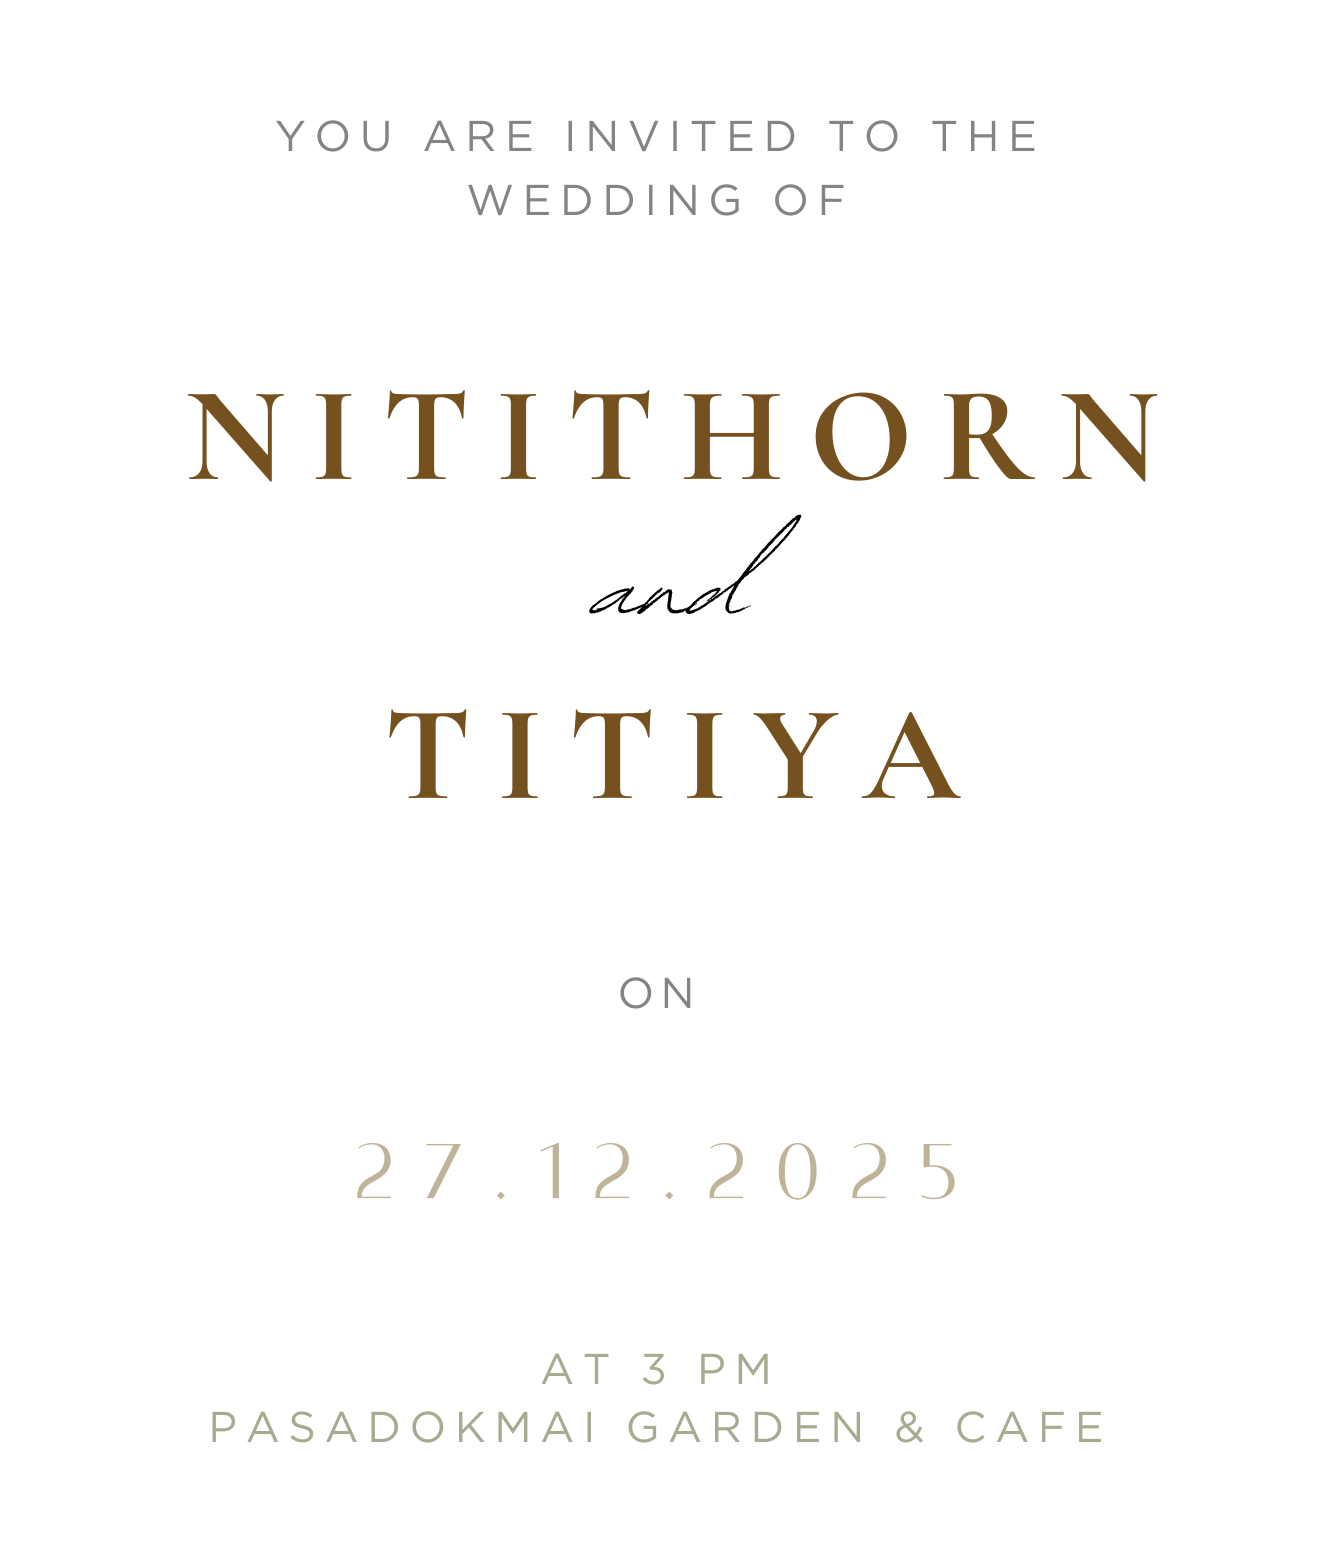 YOU ARE INVITED TO THE
WEDDING OF
NITITHORN
and
TITIYA
ON
27.12.2025
AT 3 PM
PASADOKMAI GARDEN & CAFE